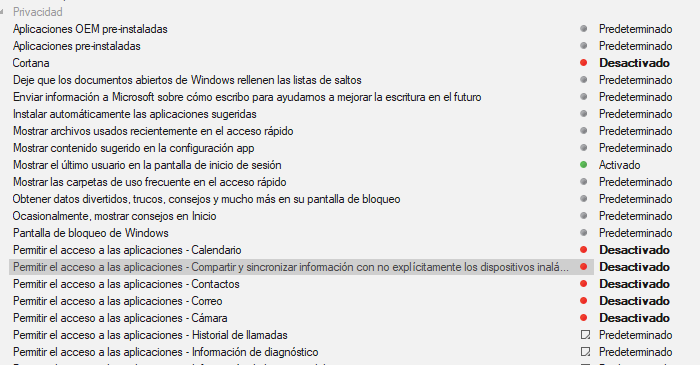 Privacidad
Aplicaciones OEM pre-instaladas Predeterminado
Aplicaciones pre-instaladas Predeterminado
Cortana Desactivado
Deje que los documentos abiertos de Windows rellenen las listas de saltos Predeterminado
Enviar información a Microsoft sobre cómo escribo para ayudarnos a mejorar la escritura en el futuro Predeterminado
Instalar automáticamente las aplicaciones sugeridas Predeterminado
Mostrar archivos usados recientemente en el acceso rápido Predeterminado
Mostrar contenido sugerido en la configuración app Predeterminado
Mostrar el último usuario en la pantalla de inicio de sesión Activado
Mostrar las carpetas de uso frecuente en el acceso rápido Predeterminado
Obtener datos divertidos, trucos, consejos y mucho más en su pantalla de bloqueo Predeterminado
Ocasionalmente, mostrar consejos en Inicio Predeterminado
Pantalla de bloqueo de Windows Predeterminado
Permitir el acceso a las aplicaciones - Calendario Desactivado
Permitir el acceso a las aplicaciones - Compartir y sincronizar información con no explícitamente los dispositivos inalá... Desactivado
Permitir el acceso a las aplicaciones - Contactos Desactivado
Permitir el acceso a las aplicaciones - Correo Desactivado
Permitir el acceso a las aplicaciones - Cámara Desactivado
Permitir el acceso a las aplicaciones - Historial de llamadas Predeterminado
Permitir el acceso a las aplicaciones - Información de diagnóstico Predeterminado